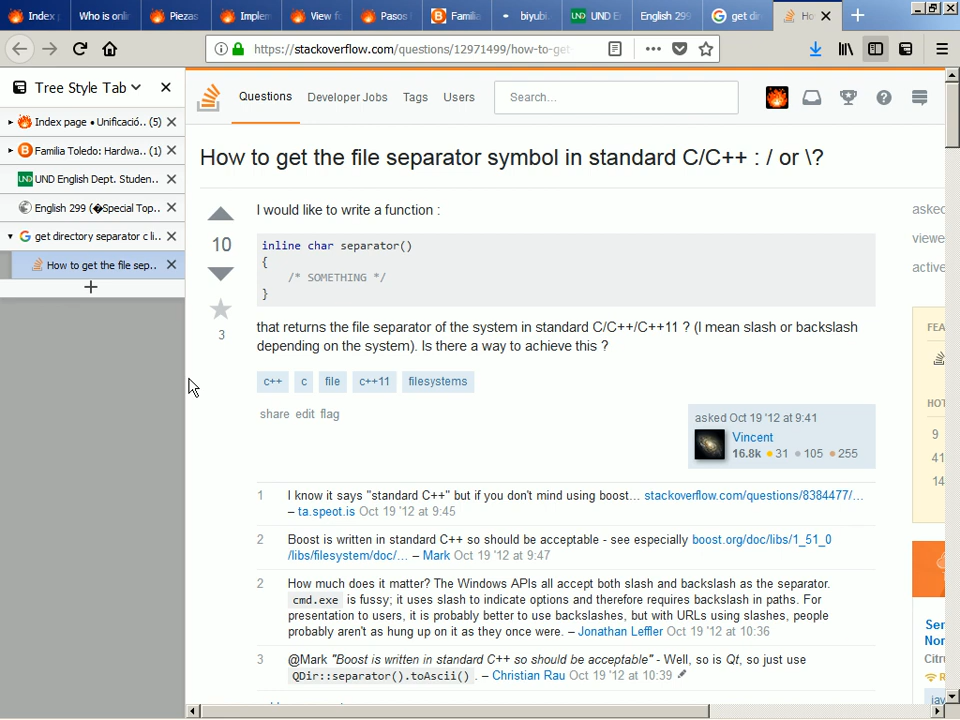 Index p
Who is onlin
Piezas
Implem
View fo
Pasos
Familia
biyubi
UND E
English 299
get dir
Ho
https://stackoverflow.com/questions/12971499/how-to-get
Tree Style Tab
Index page • Unificació.. (5)
Familia Toledo: Hardwa.. (1)
UND English Dept. Studen..
English 299 (�Special Top..
get directory separator c li..
How to get the file sep..
Questions
Developer Jobs
Tags
Users
Search...
How to get the file separator symbol in standard C/C++ : / or \?
I would like to write a function :
10
inline char separator()
{
/* SOMETHING */
}
3
that returns the file separator of the system in standard C/C++/C++11 ? (I mean slash or backslash
depending on the system). Is there a way to achieve this ?
c++
c
file
c++11
filesystems
share edit flag
asked Oct 19 '12 at 9:41
Vincent
16.8k 31 105 255
1 I know it says "standard C++" but if you don't mind using boost... stackoverflow.com/questions/8384477/…
– ta.speot.is Oct 19 '12 at 9:45
2 Boost is written in standard C++ so should be acceptable - see especially boost.org/doc/libs/1_51_0
/libs/filesystem/doc/… – Mark Oct 19 '12 at 9:47
2 How much does it matter? The Windows APIs all accept both slash and backslash as the separator.
cmd.exe is fussy; it uses slash to indicate options and therefore requires backslash in paths. For
presentation to users, it is probably better to use backslashes, but with URLs using slashes, people
probably aren't as hung up on it as they once were. – Jonathan Leffler Oct 19 '12 at 10:36
3 @Mark "Boost is written in standard C++ so should be acceptable" - Well, so is Qt, so just use
QDir::separator().toAscii() . – Christian Rau Oct 19 '12 at 10:39
asked
viewe
active
FEA
HOT
9
41
14
Sen
Nor
Citru
jav